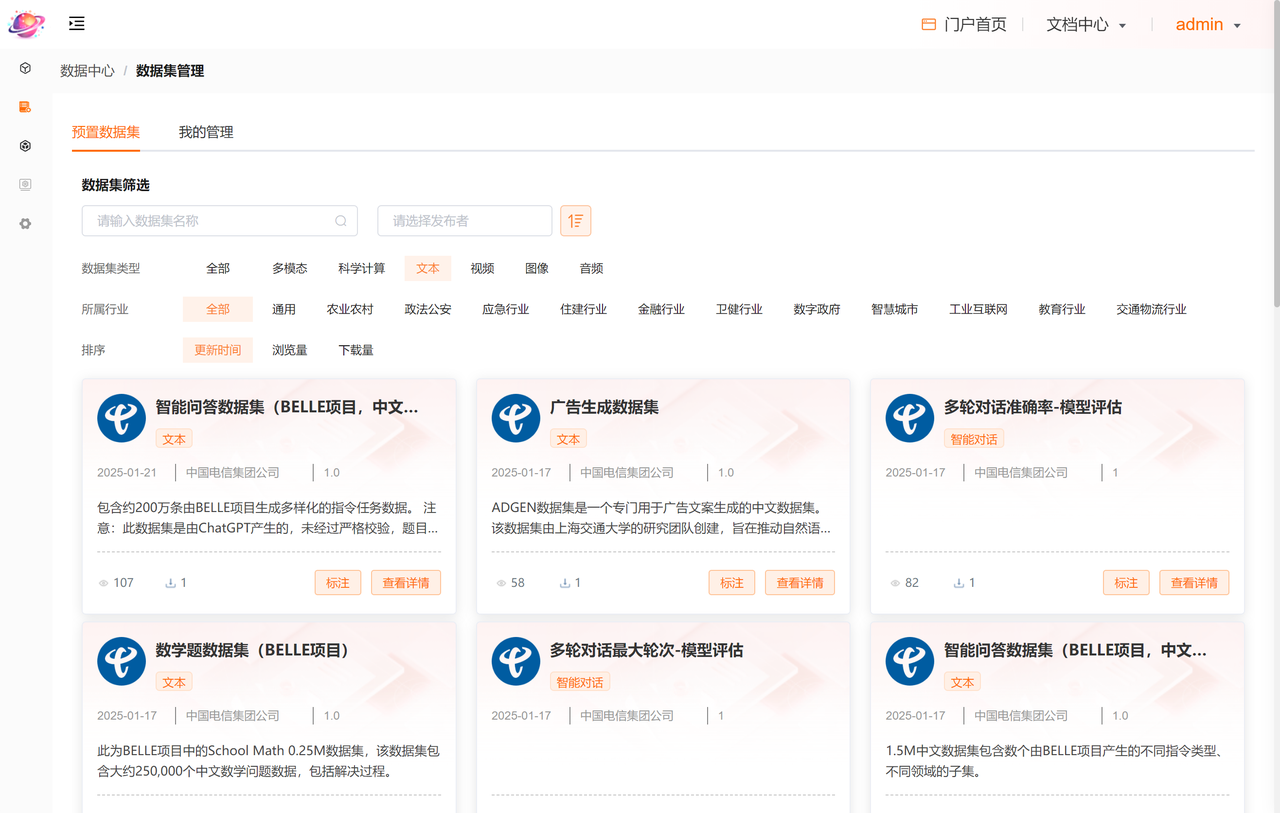 门户首页 文档中心 admin
数据中心 / 数据集管理
预置数据集 我的管理
数据集筛选
请输入数据集名称 请选择发布者
数据集类型 全部 多模态 科学计算 文本 视频 图像 音频
所属行业 全部 通用 农业农村 政法公安 应急行业 住建行业 金融行业 卫健行业 数字政府 智慧城市 工业互联网 教育行业 交通物流行业
排序 更新时间 浏览量 下载量
智能问答数据集（BELLE项目，中文...
文本
2025-01-21 中国电信集团公司 1.0
包含约200万条由BELLE项目生成多样化的指令任务数据。 注
意：此数据集是由ChatGPT产生的，未经过严格校验，题目...
107 1 标注 查看详情
广告生成数据集
文本
2025-01-17 中国电信集团公司 1.0
ADGEN数据集是一个专门用于广告文案生成的中文数据集。
该数据集由上海交通大学的研究团队创建，旨在推动自然语...
58 1 标注 查看详情
多轮对话准确率-模型评估
智能对话
2025-01-17 中国电信集团公司 1
82 1 标注 查看详情
数学题数据集（BELLE项目）
文本
2025-01-17 中国电信集团公司 1.0
此为BELLE项目中的School Math 0.25M数据集，该数据集包
含大约250,000个中文数学问题数据，包括解决过程。
多轮对话最大轮次-模型评估
智能对话
2025-01-17 中国电信集团公司 1
智能问答数据集（BELLE项目，中文...
文本
2025-01-17 中国电信集团公司 1.0
1.5M中文数据集包含数个由BELLE项目产生的不同指令类型、
不同领域的子集。